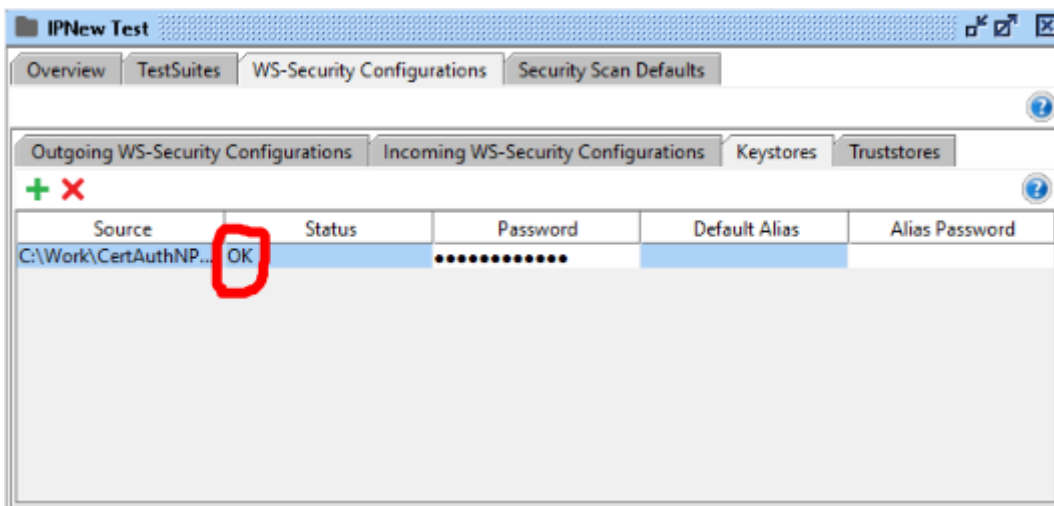 IPNew Test
Overview TestSuites WS-Security Configurations Security Scan Defaults
Outgoing WS-Security Configurations Incoming WS-Security Configurations Keystores Truststores
Source Status Password Default Alias Alias Password
C:\Work\CertAuthNP... OK ●●●●●●●●●●●●